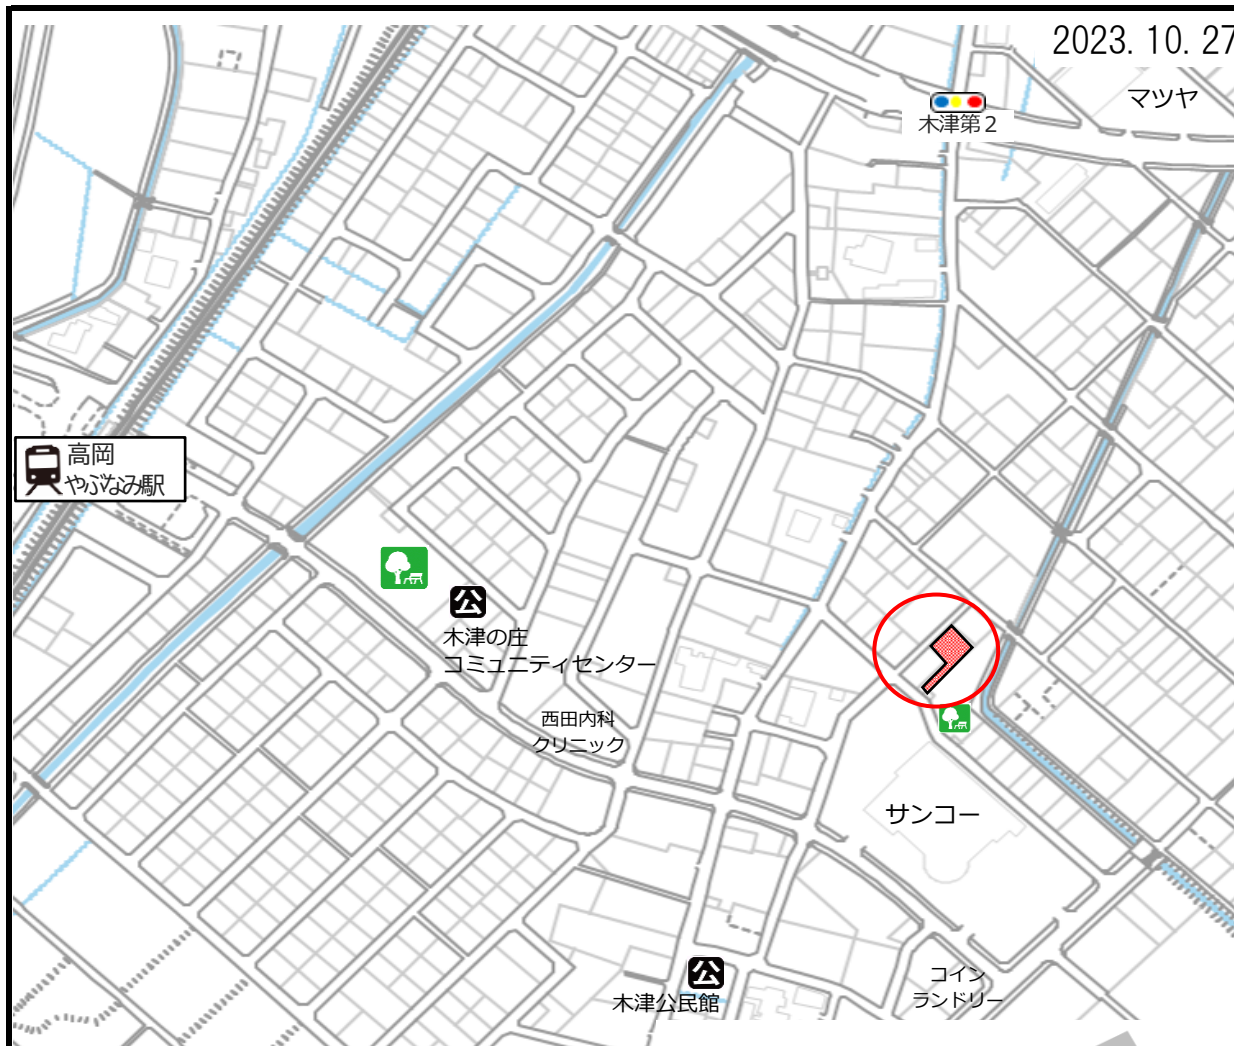 2023. 10. 27
マツヤ
木津第2
高岡
やぶなみ駅
公
木津の庄
コミュニティセンター
西田内科
クリニック
サンコー
公
木津公民館
コイン
ランドリー